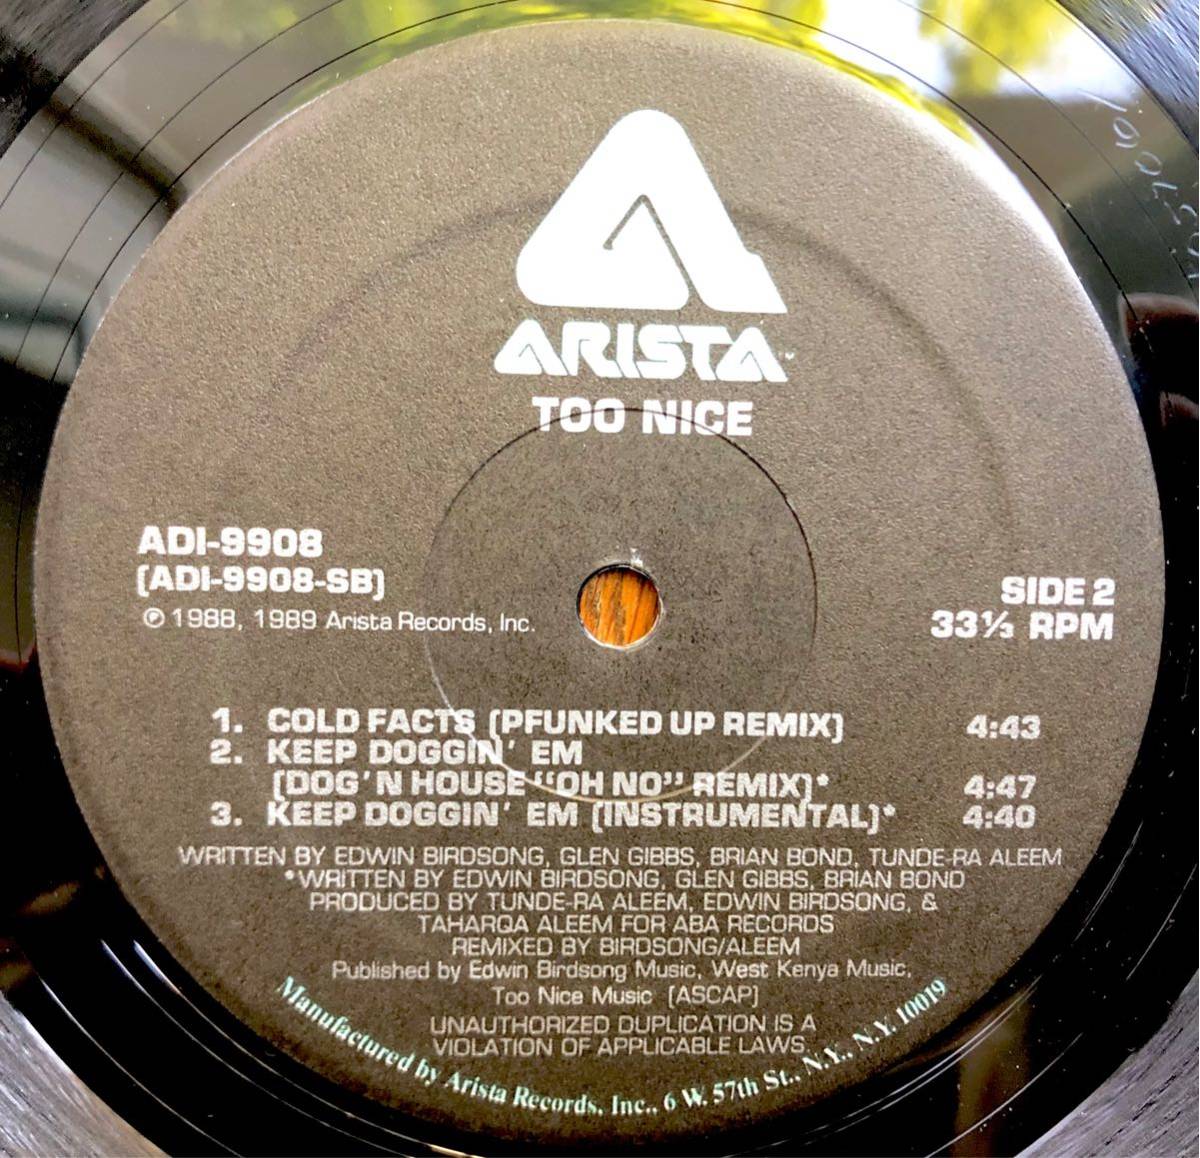 ARISTA™
TOO NICE
ADI-9908
(ADI-9908-SB)
℗ 1988, 1989 Arista Records, Inc.
SIDE 2
33⅓ RPM
1. COLD FACTS (PFUNKED UP REMIX) 4:43
2. KEEP DOGGIN' EM
(DOG'N HOUSE "OH NO" REMIX)* 4:47
3. KEEP DOGGIN' EM (INSTRUMENTAL)* 4:40
WRITTEN BY EDWIN BIRDSONG, GLEN GIBBS, BRIAN BOND, TUNDE-RA ALEEM
*WRITTEN BY EDWIN BIRDSONG, GLEN GIBBS, BRIAN BOND
PRODUCED BY TUNDE-RA ALEEM, EDWIN BIRDSONG, &
TAHARQA ALEEM FOR ABA RECORDS
REMIXED BY BIRDSONG/ALEEM
Published by Edwin Birdsong Music, West Kenya Music,
Too Nice Music (ASCAP)
UNAUTHORIZED DUPLICATION IS A
VIOLATION OF APPLICABLE LAWS.
Manufactured by Arista Records, Inc., 6 W. 57th St., N.Y., N.Y. 10019